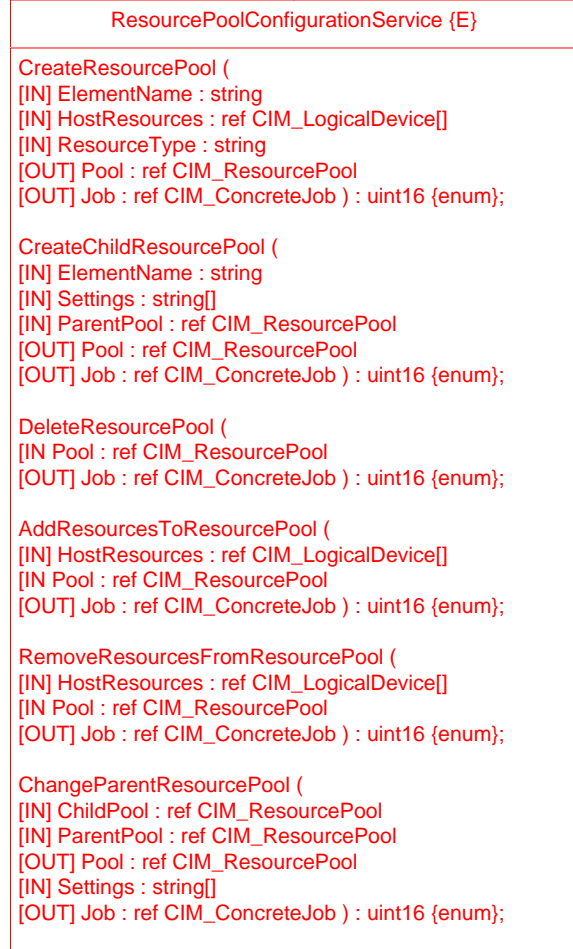 ResourcePoolConfigurationService {E}
CreateResourcePool (
[IN] ElementName : string
[IN] HostResources : ref CIM_LogicalDevice[]
[IN] ResourceType : string
[OUT] Pool : ref CIM_ResourcePool
[OUT] Job : ref CIM_ConcreteJob ) : uint16 {enum};
CreateChildResourcePool (
[IN] ElementName : string
[IN] Settings : string[]
[IN] ParentPool : ref CIM_ResourcePool
[OUT] Pool : ref CIM_ResourcePool
[OUT] Job : ref CIM_ConcreteJob ) : uint16 {enum};
DeleteResourcePool (
[IN Pool : ref CIM_ResourcePool
[OUT] Job : ref CIM_ConcreteJob ) : uint16 {enum};
AddResourcesToResourcePool (
[IN] HostResources : ref CIM_LogicalDevice[]
[IN Pool : ref CIM_ResourcePool
[OUT] Job : ref CIM_ConcreteJob ) : uint16 {enum};
RemoveResourcesFromResourcePool (
[IN] HostResources : ref CIM_LogicalDevice[]
[IN Pool : ref CIM_ResourcePool
[OUT] Job : ref CIM_ConcreteJob ) : uint16 {enum};
ChangeParentResourcePool (
[IN] ChildPool : ref CIM_ResourcePool
[IN] ParentPool : ref CIM_ResourcePool
[OUT] Pool : ref CIM_ResourcePool
[IN] Settings : string[]
[OUT] Job : ref CIM_ConcreteJob ) : uint16 {enum};